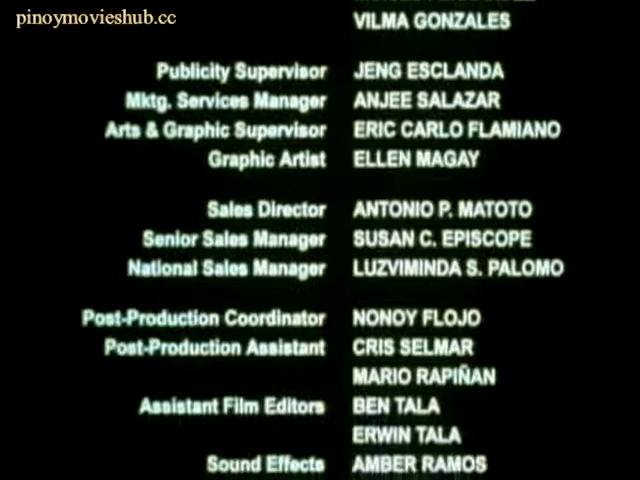 pinoymovieshub.cc
VILMA GONZALES
Publicity Supervisor JENG ESCLANDA
Mktg. Services Manager ANJEE SALAZAR
Arts & Graphic Supervisor ERIC CARLO FLAMIANO
Graphic Artist ELLEN MAGAY
Sales Director ANTONIO P. MATOTO
Senior Sales Manager SUSAN C. EPISCOPE
National Sales Manager LUZVIMINDA S. PALOMO
Post-Production Coordinator NONOY FLOJO
Post-Production Assistant CRIS SELMAR
MARIO RAPIÑAN
Assistant Film Editors BEN TALA
ERWIN TALA
Sound Effects AMBER RAMOS